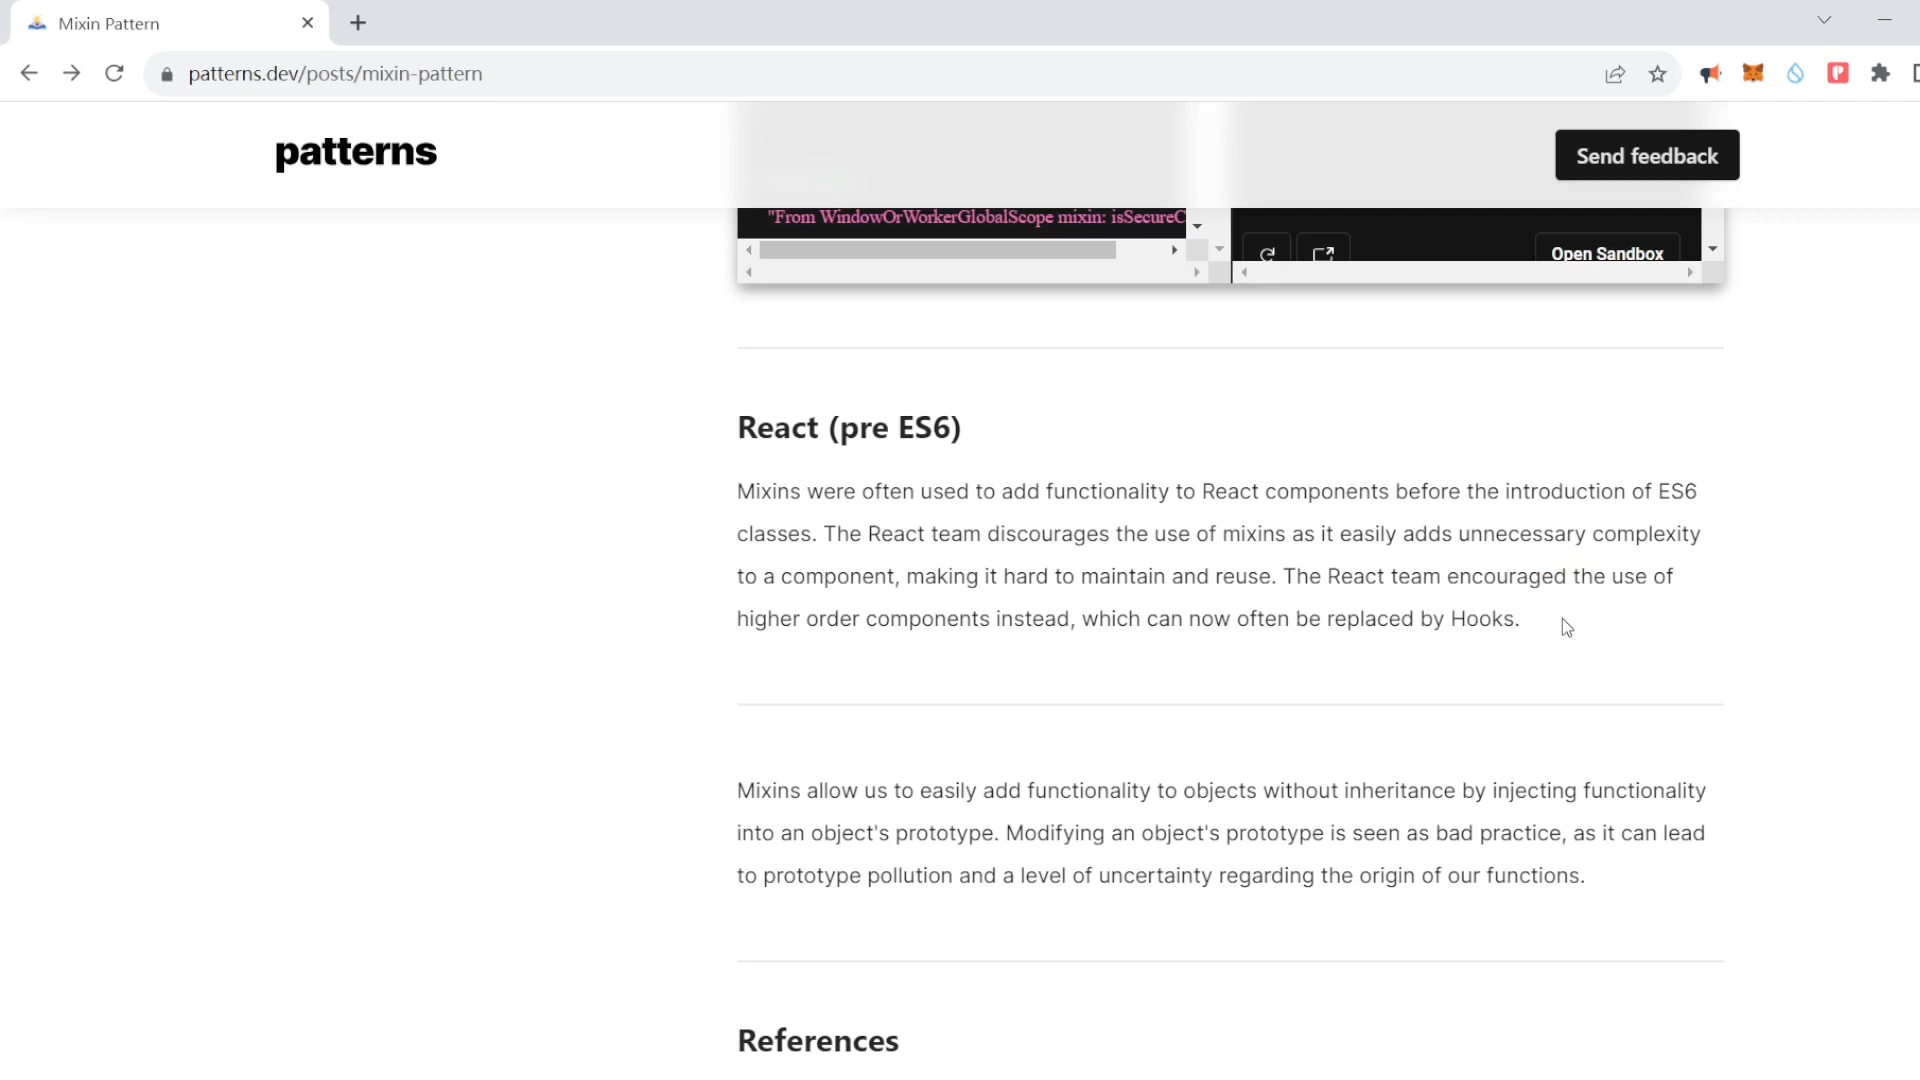 Mixin Pattern
patterns.dev/posts/mixin-pattern
patterns
Send feedback
"From WindowOrWorkerGlobalScope mixin: isSecureC
Open Sandbox
React (pre ES6)
Mixins were often used to add functionality to React components before the introduction of ES6
classes. The React team discourages the use of mixins as it easily adds unnecessary complexity
to a component, making it hard to maintain and reuse. The React team encouraged the use of
higher order components instead, which can now often be replaced by Hooks.
Mixins allow us to easily add functionality to objects without inheritance by injecting functionality
into an object's prototype. Modifying an object's prototype is seen as bad practice, as it can lead
to prototype pollution and a level of uncertainty regarding the origin of our functions.
References